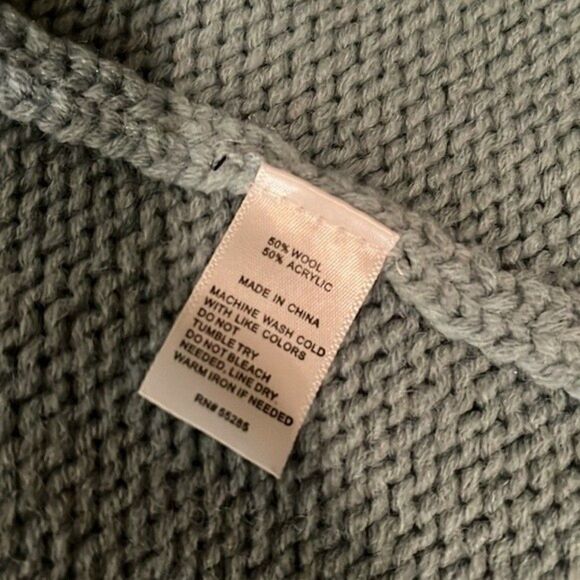 50% WOOL
50% ACRYLIC
MADE IN CHINA
MACHINE WASH COLD
WITH LIKE COLORS
DO NOT
TUMBLE TRY
DO NOT BLEACH
NEEDED, LINE DRY
WARM IRON IF NEEDED
RN# 55285